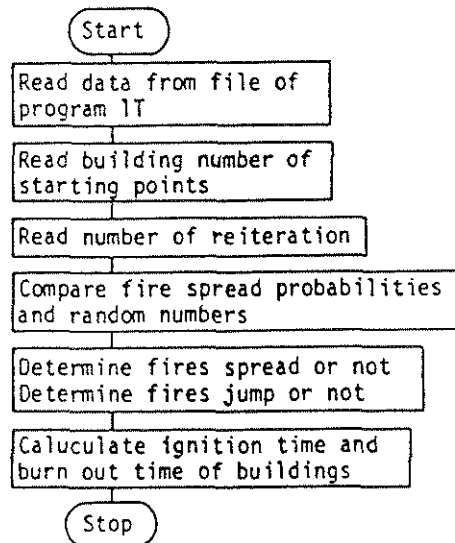 Start
Read data from file of
program 1T
Read building number of
starting points
Read number of reiteration
Compare fire spread probabilities
and random numbers
Determine fires spread or not
Determine fires jump or not
Caluculate ignition time and
burn out time of buildings
Stop